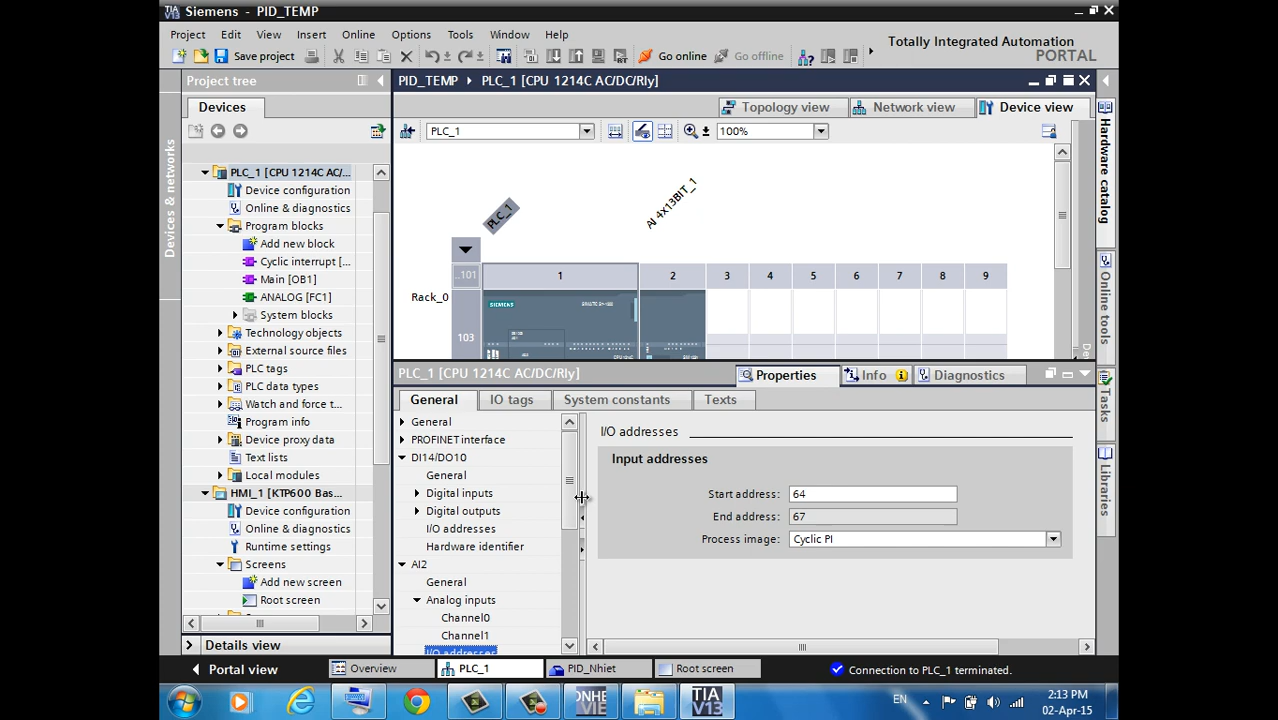 Siemens - PID_TEMP
TIA
V13
Project Edit View Insert Online Options Tools Window Help
Totally Integrated Automation
PORTAL
Save project
Go online
Go offline
Project tree
PID_TEMP
PLC_1 [CPU 1214C AC/DC/Rly]
Devices
Topology view
Network view
Device view
PLC_1
100%
Devices & networks
PLC_1 [CPU 1214C AC/...
Device configuration
Online & diagnostics
Program blocks
Add new block
Cyclic interrupt [...
Main [OB1]
ANALOG [FC1]
System blocks
Technology objects
External source files
PLC tags
PLC data types
Watch and force t...
Program info
Device proxy data
Text lists
Local modules
HMI_1 [KTP600 Bas...
Device configuration
Online & diagnostics
Runtime settings
Screens
Add new screen
Root screen
Details view
PLC_1
AI 4x13BIT_1
...101
1 2 3 4 5 6 7 8 9
Rack_0
103
SIEMENS
Hardware catalog
Online tools
Tasks
Libraries
PLC_1 [CPU 1214C AC/DC/Rly]
Properties
Info
Diagnostics
General
IO tags
System constants
Texts
General
PROFINET interface
DI14/DO10
General
Digital inputs
Digital outputs
I/O addresses
Hardware identifier
AI2
General
Analog inputs
Channel0
Channel1
I/O addresses
I/O addresses
Input addresses
Start address: 64
End address: 67
Process image: Cyclic PI
Portal view
Overview
PLC_1
PID_Nhiet
Root screen
Connection to PLC_1 terminated.
TIA
V13
EN
2:13 PM
02-Apr-15